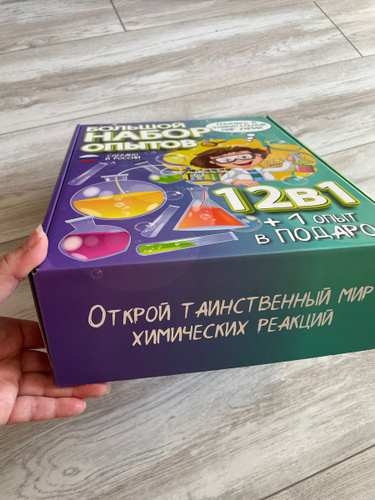 БОЛЬШОЙ
НАБОР
ОПЫТОВ
СДЕЛАНО
В РОССИИ
12В1
+ 1 ОПЫТ
В ПОДАРО
ОТКРОЙ ТАИНСТВЕННЫЙ МИР
ХИМИЧЕСКИХ РЕАКЦИЙ